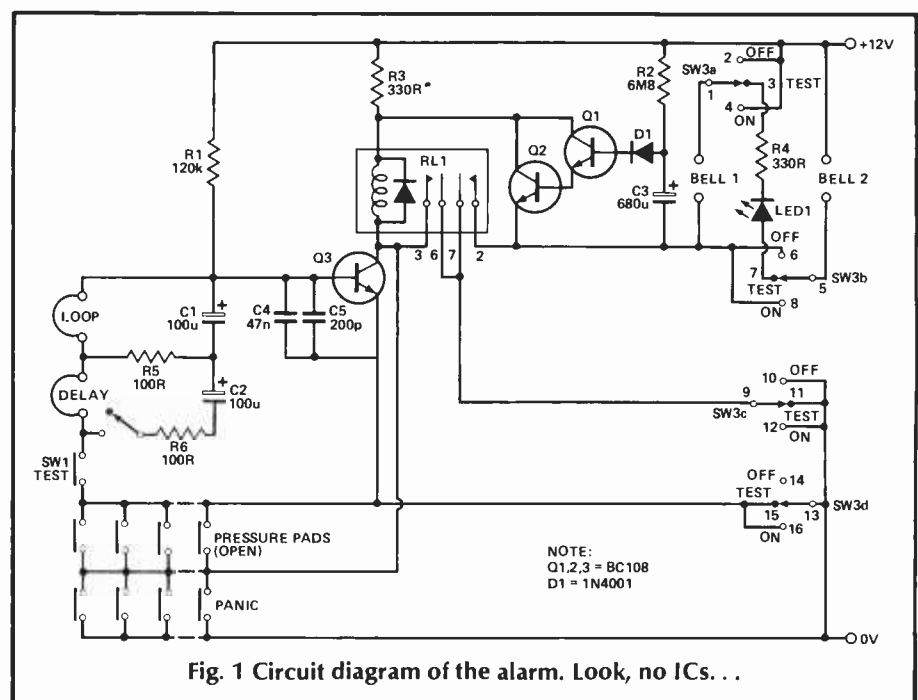 +12V
OFF
2
SW3a
3
TEST
1
4
ON
R3
330R*
R2
6M8
Q1
D1
Q2
R1
120k
RL1
C3
680u
+
BELL 1
R4
330R
BELL 2
LED1
OFF
6
3
6
7
2
Q3
7
TEST
5
SW3b
8
ON
LOOP
C1
100u
+
C4
47n
C5
200p
R5
100R
DELAY
C2
100u
+
R6
100R
10
OFF
9
11
SW3c
TEST
12
ON
SW1
TEST
OFF
14
TEST
15
13
SW3d
16
ON
PRESSURE PADS
(OPEN)
NOTE:
Q1,2,3 = BC108
D1 = 1N4001
PANIC
0V
Fig. 1 Circuit diagram of the alarm. Look, no ICs. . .